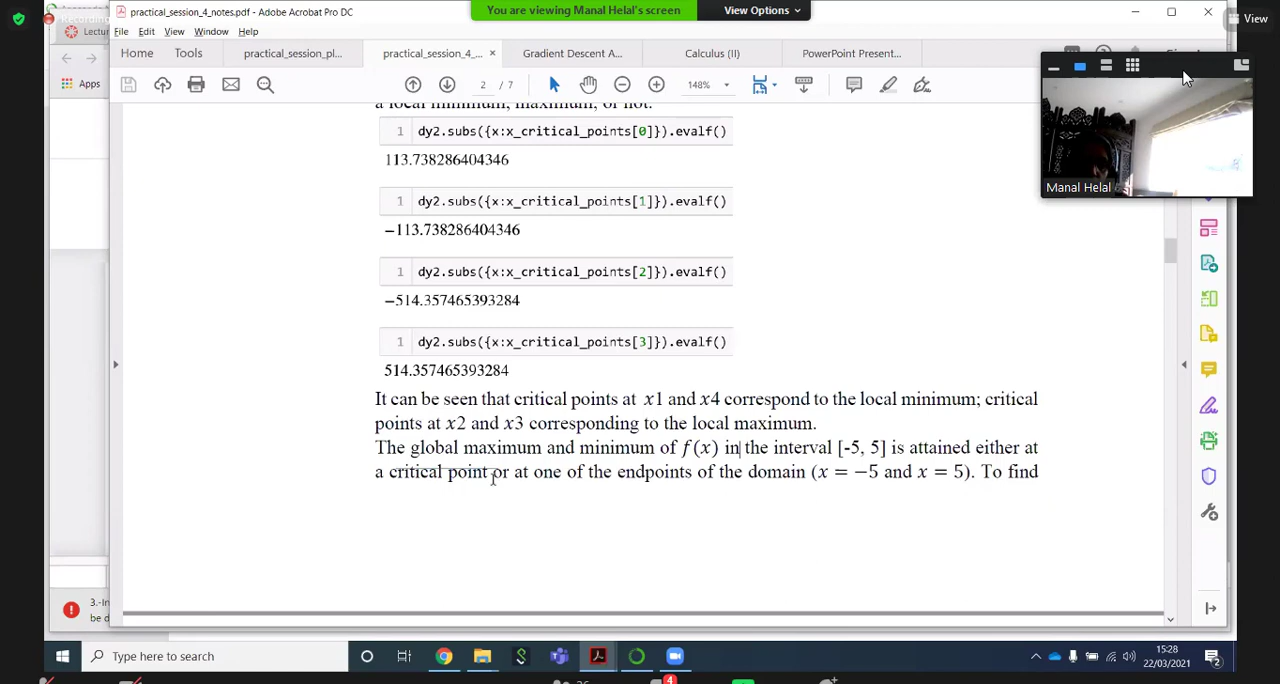 You are viewing Manal Helal's screen
View Options
View
Recording
practical_session_4_notes.pdf - Adobe Acrobat Pro DC
File Edit View Window Help
Home Tools practical_session_pl... practical_session_4_... × Gradient Descent A... Calculus (II) PowerPoint Present...
Apps
2 / 7 148%
Manal Helal
a local minimum, maximum, or not.
1 dy2.subs({x:x_critical_points[0]}).evalf()
113.738286404346
1 dy2.subs({x:x_critical_points[1]}).evalf()
−113.738286404346
1 dy2.subs({x:x_critical_points[2]}).evalf()
−514.357465393284
1 dy2.subs({x:x_critical_points[3]}).evalf()
514.357465393284
It can be seen that critical points at x1 and x4 correspond to the local minimum; critical
points at x2 and x3 corresponding to the local maximum.
The global maximum and minimum of f(x) in the interval [-5, 5] is attained either at
a critical point or at one of the endpoints of the domain (x = −5 and x = 5). To find
3.-In
be d
Type here to search
15:28
22/03/2021
2
4